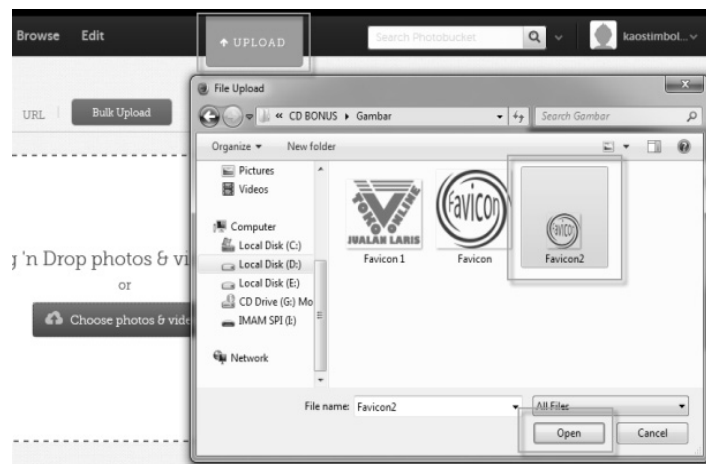 Browse Edit
UPLOAD
Search Photobucket
kaostimbol...
File Upload
« CD BONUS Gambar
Search Gambar
URL
Bulk Upload
Organize New folder
Pictures
Videos
Computer
Local Disk (C:)
Local Disk (D:)
Local Disk (E:)
CD Drive (G:) Mo
IMAM SPI (I:)
Network
TOKO ONLINE
JUALAN LARIS
Favicon 1
Favicon
Favicon
Favicon
Favicon2
g 'n Drop photos & vi
or
Choose photos & vide
File name: Favicon2
All Files
Open Cancel